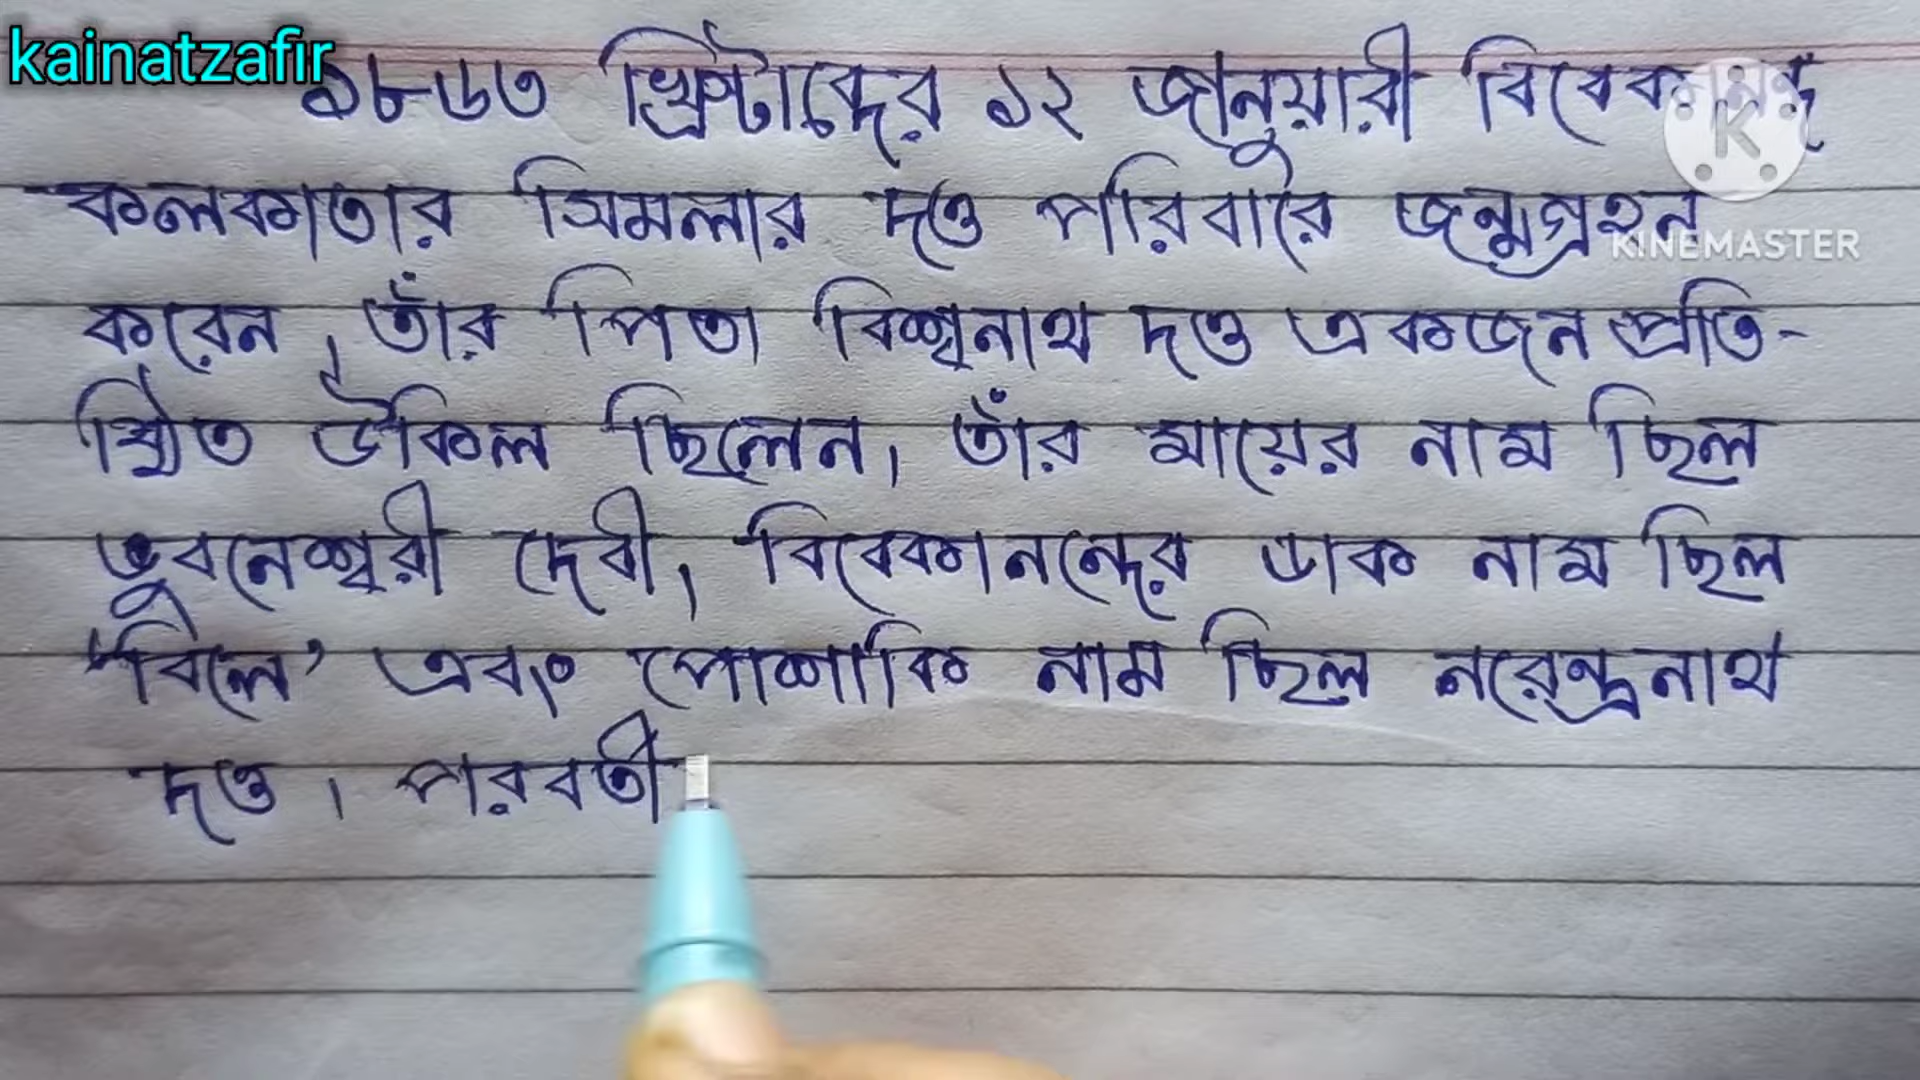 kainatzafir
১৮৬৩ খ্রিস্টাব্দের ১২ জানুয়ারী বিবেকানন্দ
কলকাতার সিমলার দত্ত পরিবারে জন্মগ্রহন
করেন, তাঁর পিতা বিশ্বনাথ দত্ত একজন প্রতি-
ষ্ঠিত উকিল ছিলেন। তাঁর মায়ের নাম ছিল
ভুবনেশ্বরী দেবী, বিবেকানন্দের ডাক নাম ছিল
'বিলে' এবং পোশাকি নাম ছিল নরেন্দ্রনাথ
দত্ত। পরবর্তী
K
KINEMASTER